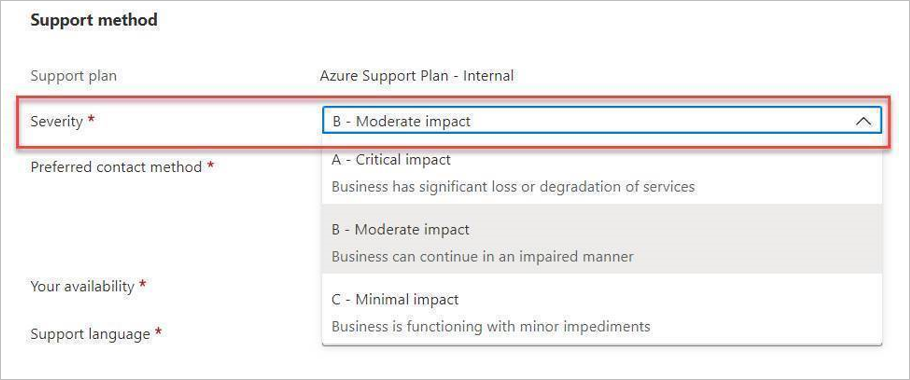 Support method
Support plan Azure Support Plan - Internal
Severity * B - Moderate impact
Preferred contact method *
A - Critical impact
Business has significant loss or degradation of services
B - Moderate impact
Business can continue in an impaired manner
C - Minimal impact
Business is functioning with minor impediments
Your availability *
Support language *